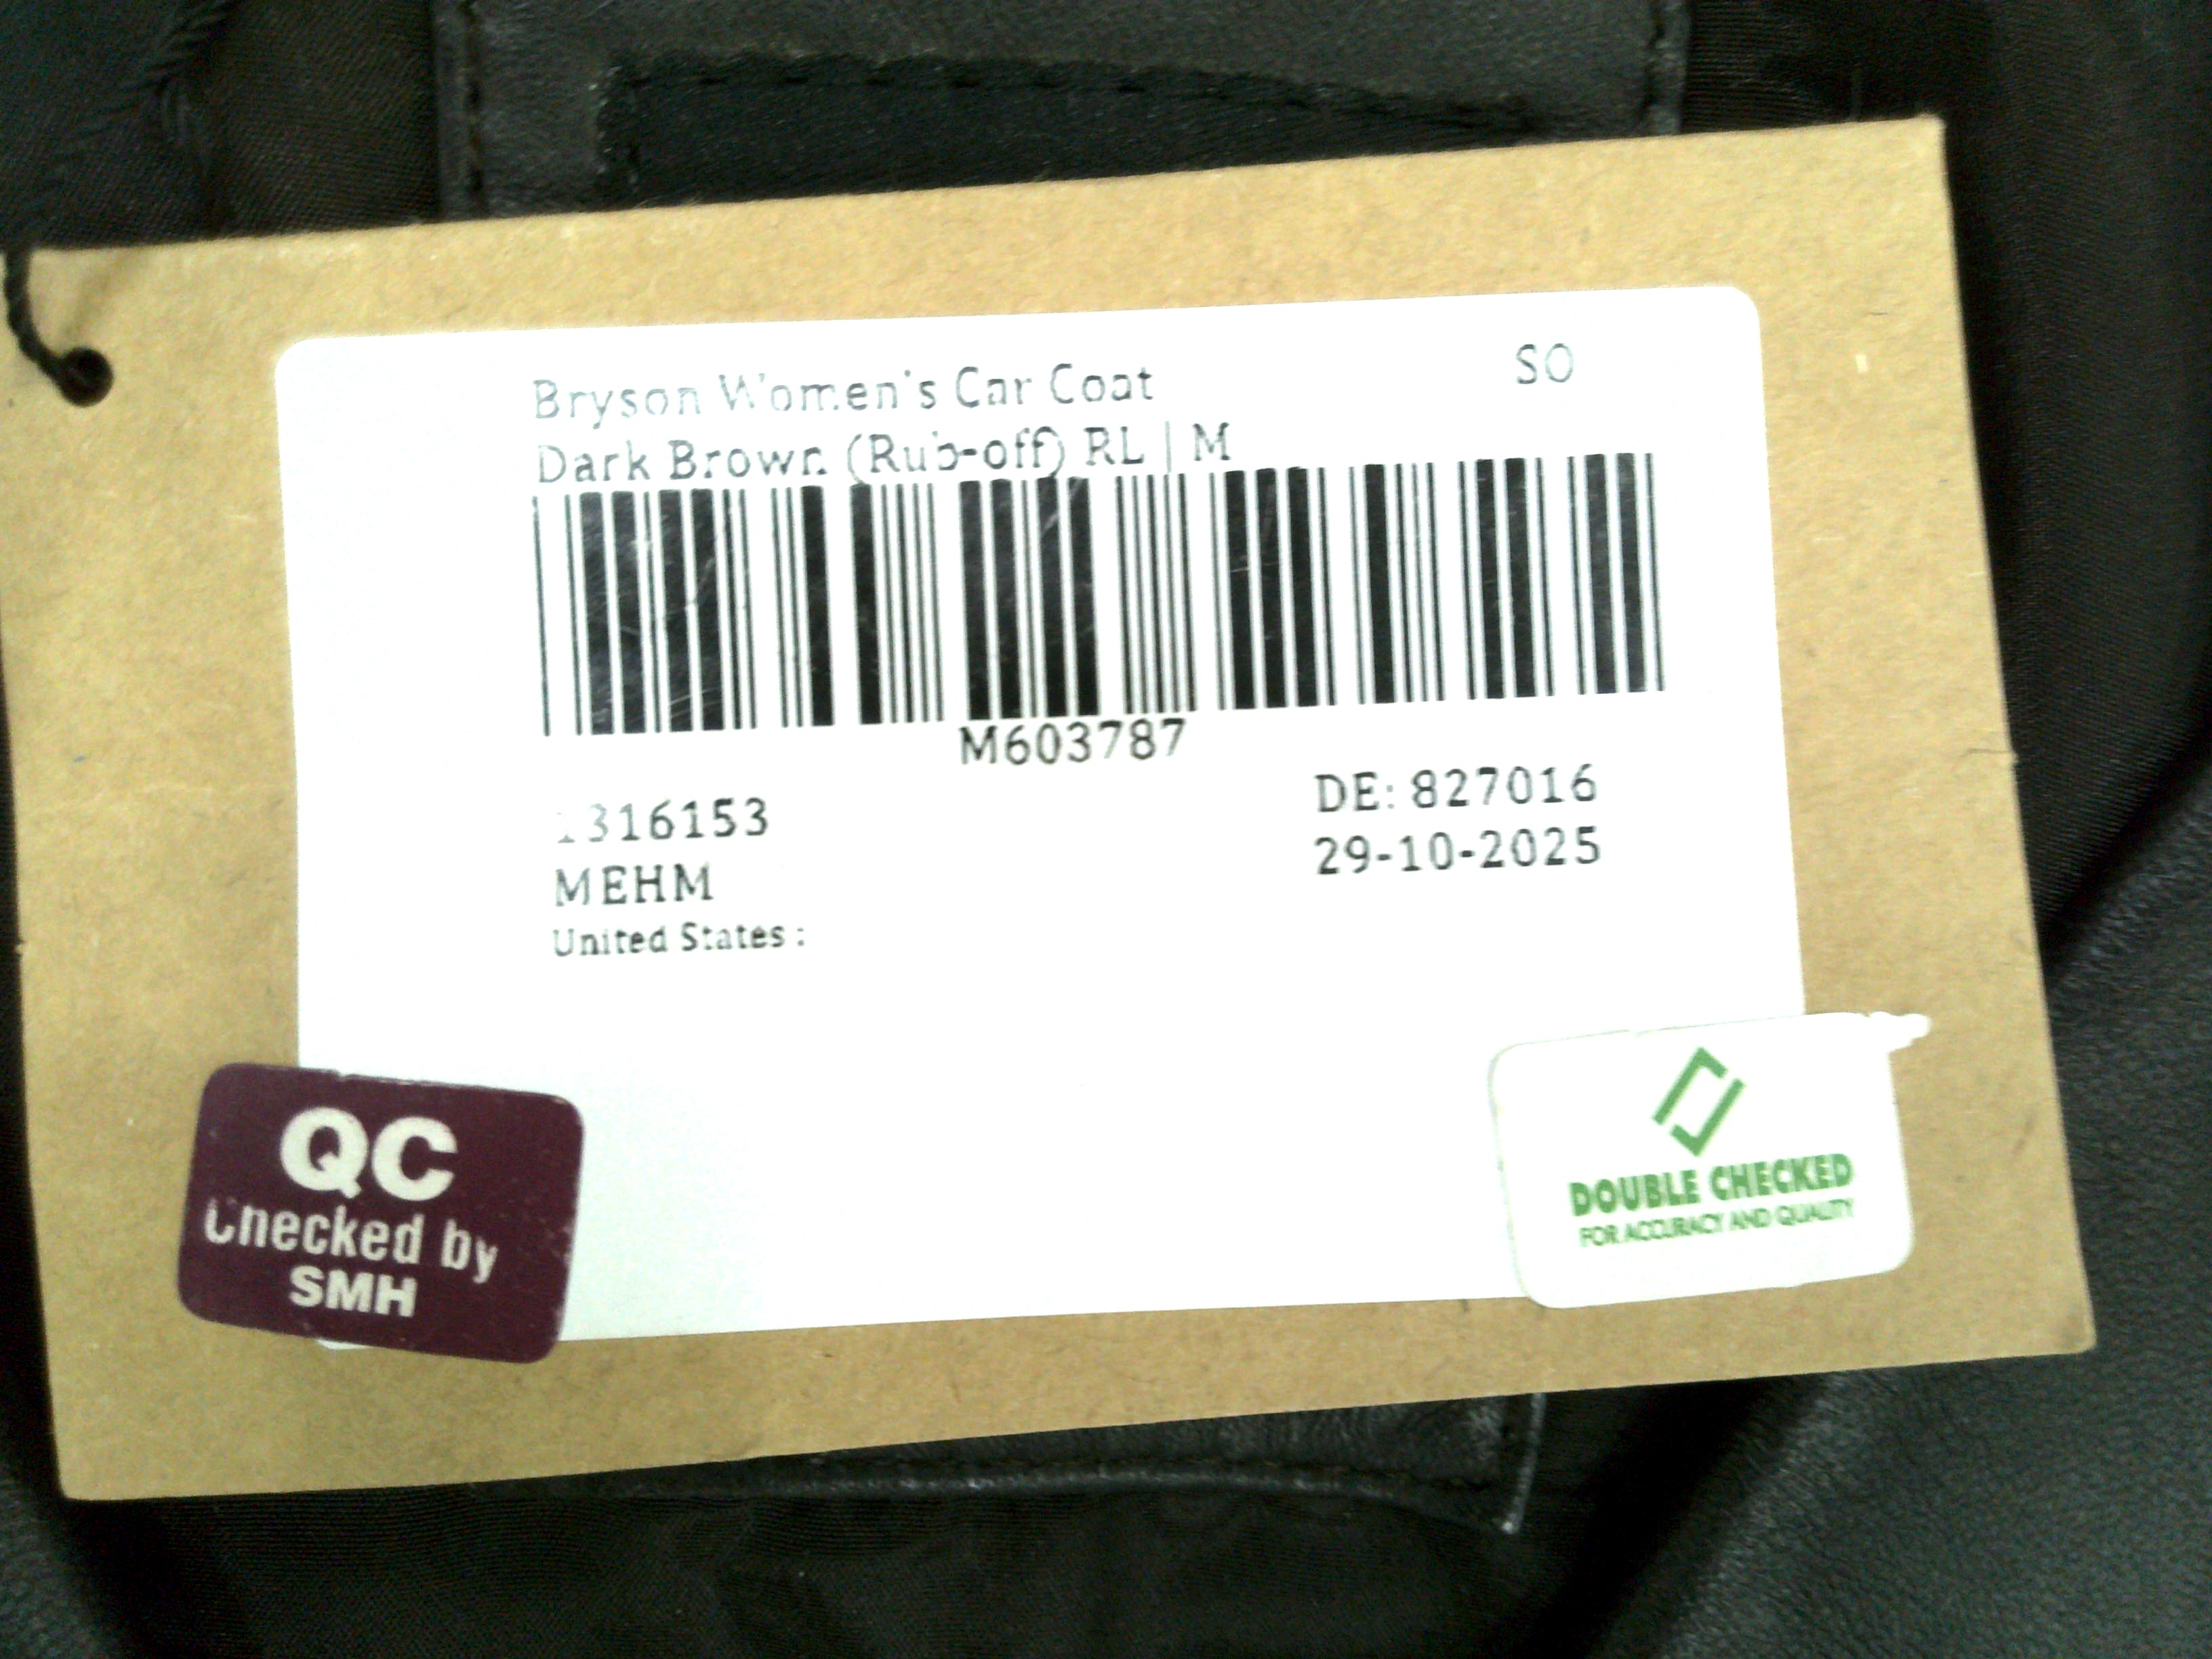 Bryson Women's Car Coat SO
Dark Brown (Rub-off) RL | M
M603787
1316153 DE: 827016
MEHM 29-10-2025
United States :
QC
Checked by
SMH
DOUBLE CHECKED
FOR ACCURACY AND QUALITY